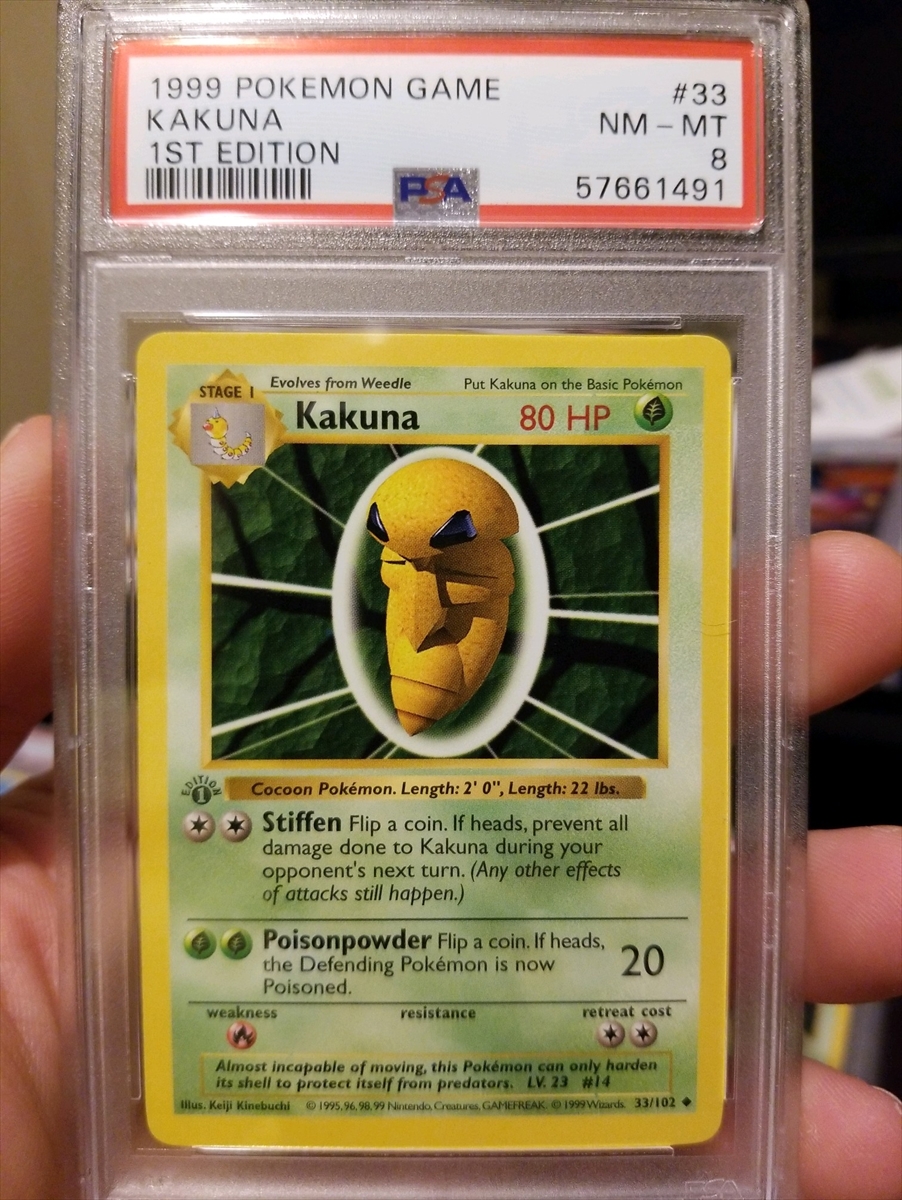 1999 POKEMON GAME #33
KAKUNA NM - MT
1ST EDITION 8
PSA 57661491
STAGE 1 Evolves from Weedle Put Kakuna on the Basic Pokémon
Kakuna 80 HP
EDITION 1
Cocoon Pokémon. Length: 2' 0", Length: 22 lbs.
Stiffen Flip a coin. If heads, prevent all
damage done to Kakuna during your
opponent's next turn. (Any other effects
of attacks still happen.)
Poisonpowder Flip a coin. If heads, 20
the Defending Pokémon is now
Poisoned.
weakness resistance retreat cost
Almost incapable of moving, this Pokémon can only harden
its shell to protect itself from predators. LV. 23 #14
Illus. Keiji Kinebuchi © 1995, 96, 98, 99 Nintendo, Creatures, GAMEFREAK. © 1999 Wizards. 33/102